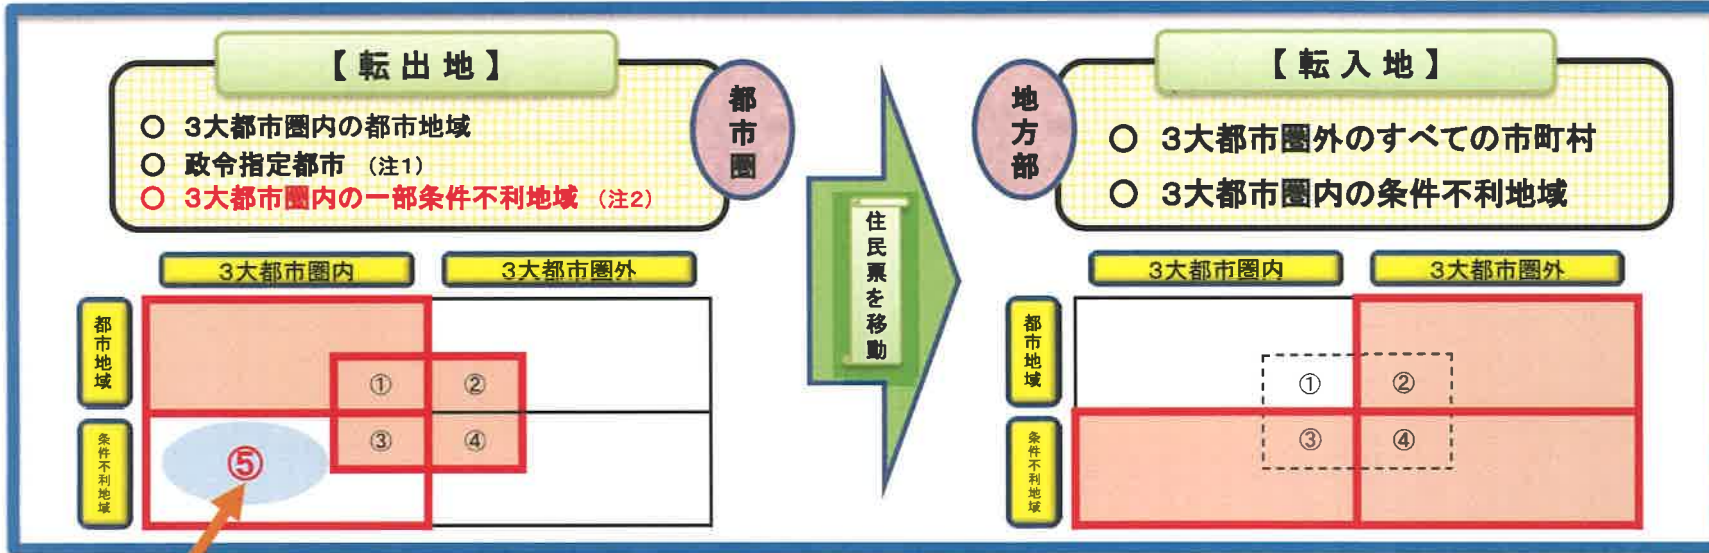 【転出地】
○ 3大都市圏内の都市地域
○ 政令指定都市 (注1)
○ 3大都市圏内の一部条件不利地域 (注2)
都市圏
3大都市圏内
3大都市圏外
都市地域
条件不利地域
①
②
③
④
⑤
住民票を移動
【転入地】
地方部
○ 3大都市圏外のすべての市町村
○ 3大都市圏内の条件不利地域
3大都市圏内
3大都市圏外
都市地域
条件不利地域
①
②
③
④